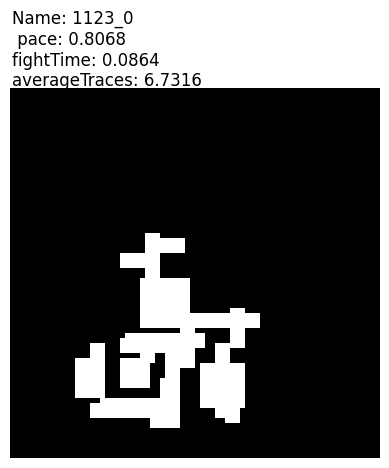 Name: 1123_0
pace: 0.8068
fightTime: 0.0864
averageTraces: 6.7316